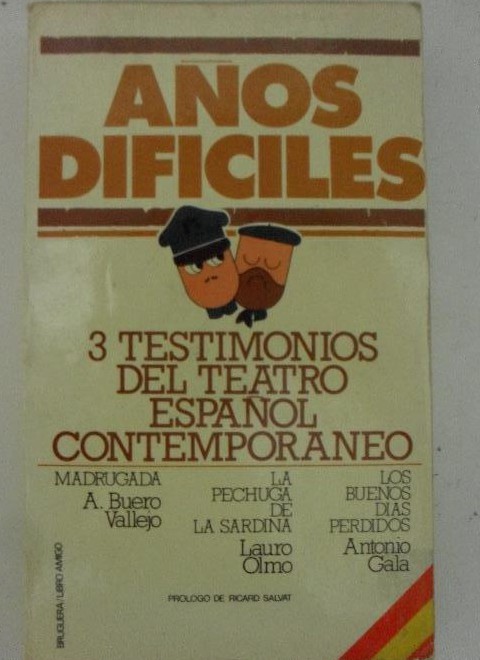 AÑOS
DIFICILES
3 TESTIMONIOS
DEL TEATRO
ESPAÑOL
CONTEMPORANEO
MADRUGADA
A. Buero
Vallejo
LA
PECHUGA
DE
LA SARDINA
Lauro
Olmo
LOS
BUENOS
DIAS
PERDIDOS
Antonio
Gala
PROLOGO DE RICARD SALVAT
BRUGUERA/LIBRO AMIGO